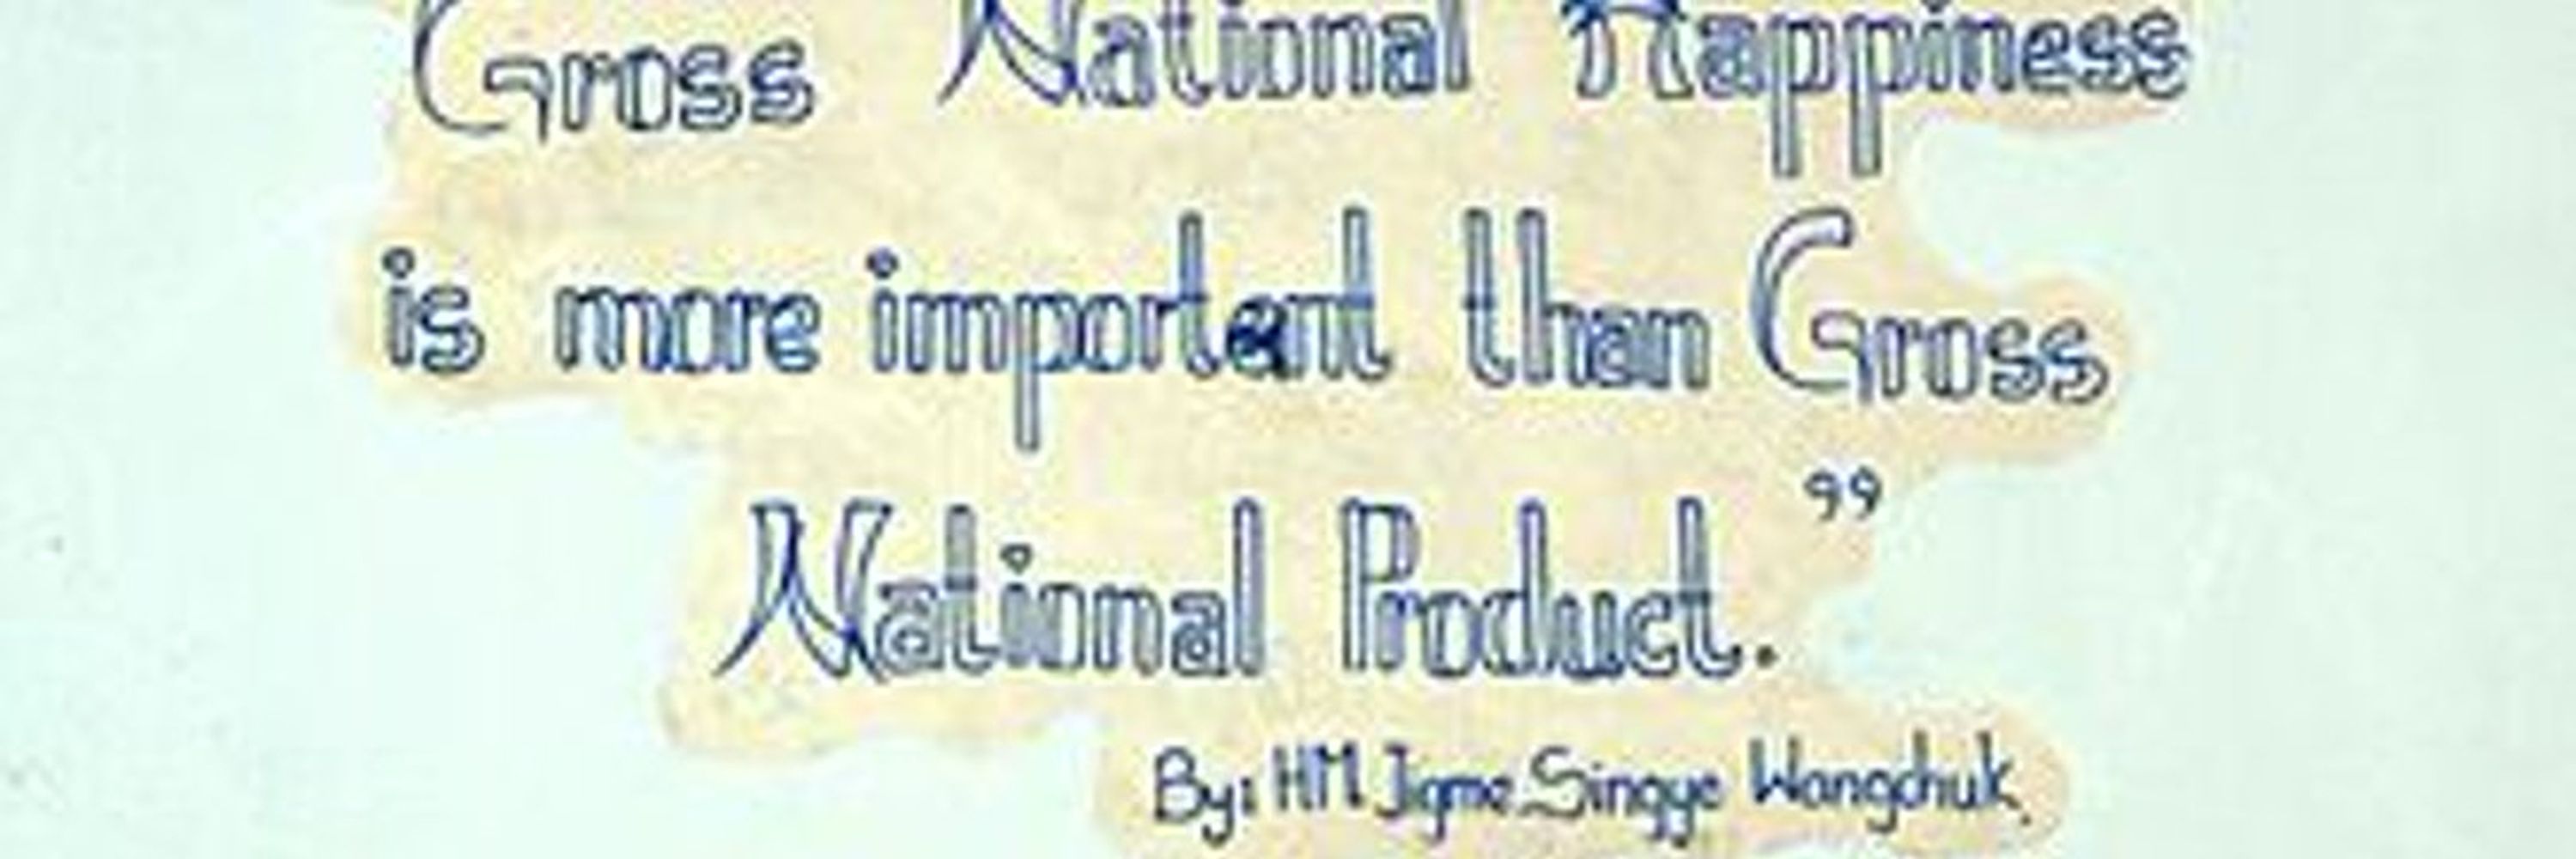 Gross National Happiness
is more important than Gross
National Product.”
By: HM Jigme Singye Wangchuk